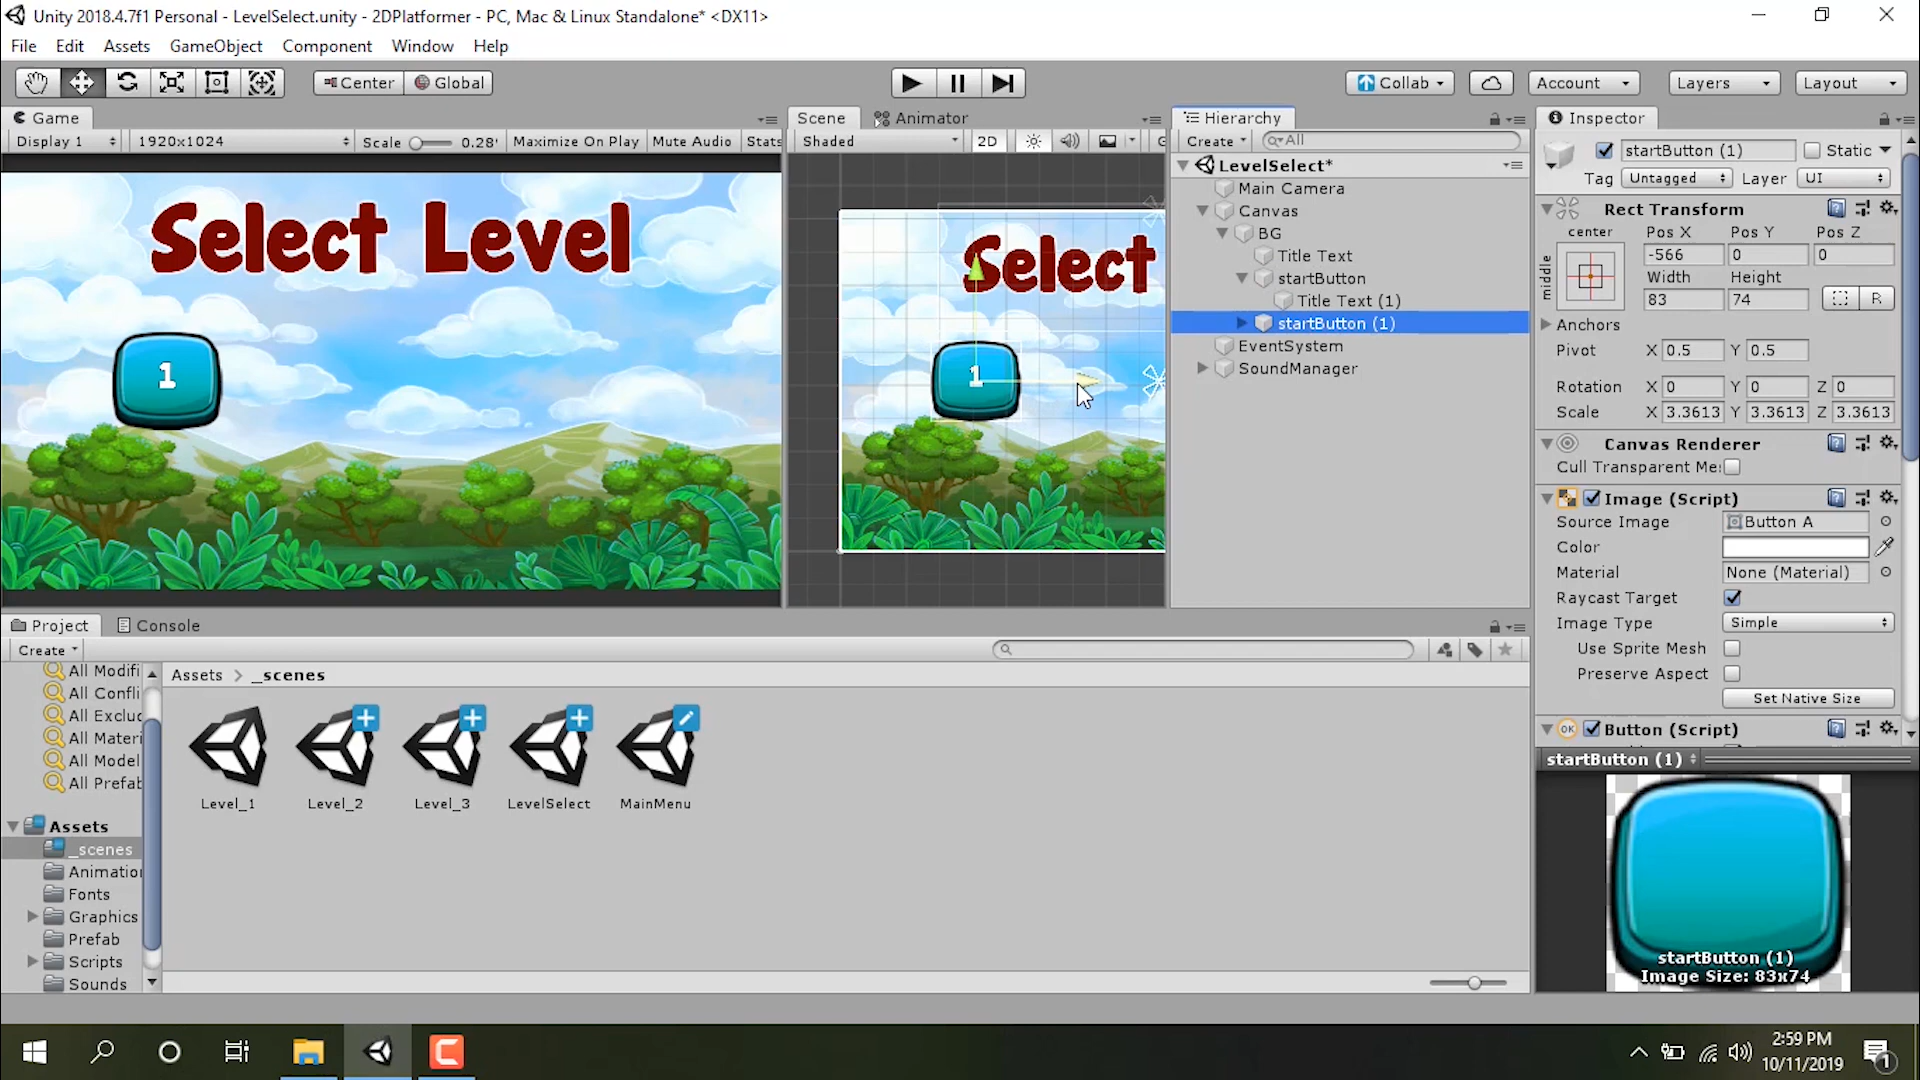 Unity 2018.4.7f1 Personal - LevelSelect.unity - 2DPlatformer - PC, Mac & Linux Standalone* <DX11>
File Edit Assets GameObject Component Window Help
Center Global
Collab Account Layers Layout
Game
Display 1 1920x1024 Scale 0.28 Maximize On Play Mute Audio Stats
Select Level
1
Scene Animator
Shaded 2D
Select
1
Hierarchy
Create All
LevelSelect*
Main Camera
Canvas
BG
Title Text
startButton
Title Text (1)
startButton (1)
EventSystem
SoundManager
Inspector
startButton (1) Static
Tag Untagged Layer UI
Rect Transform
center Pos X Pos Y Pos Z
-566 0 0
middle
Width Height
83 74 R
Anchors
Pivot X 0.5 Y 0.5
Rotation X 0 Y 0 Z 0
Scale X 3.3613 Y 3.3613 Z 3.3613
Canvas Renderer
Cull Transparent Me
Image (Script)
Source Image Button A
Color
Material None (Material)
Raycast Target
Image Type Simple
Use Sprite Mesh
Preserve Aspect
Set Native Size
OK Button (Script)
startButton (1)
startButton (1)
Image Size: 83x74
Project Console
Create
All Modifi
All Confli
All Exclud
All Materi
All Model
All Prefab
Assets
_scenes
Animation
Fonts
Graphics
Prefab
Scripts
Sounds
Assets > _scenes
Level_1 Level_2 Level_3 LevelSelect MainMenu
2:59 PM
10/11/2019
1